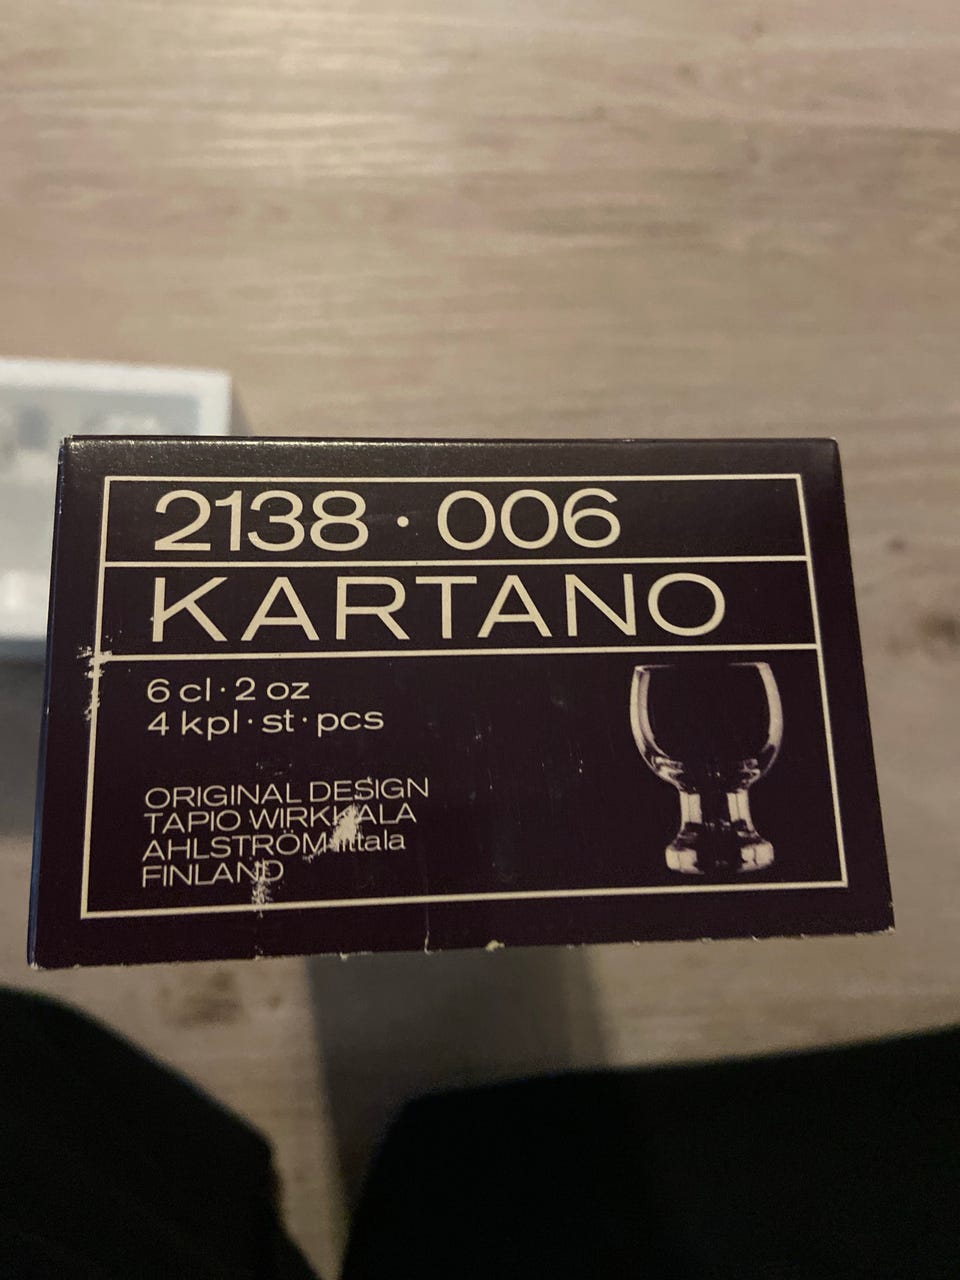 2138 · 006
KARTANO
6 cl · 2 oz
4 kpl · st · pcs
ORIGINAL DESIGN
TAPIO WIRKKALA
AHLSTRÖM Iittala
FINLAND